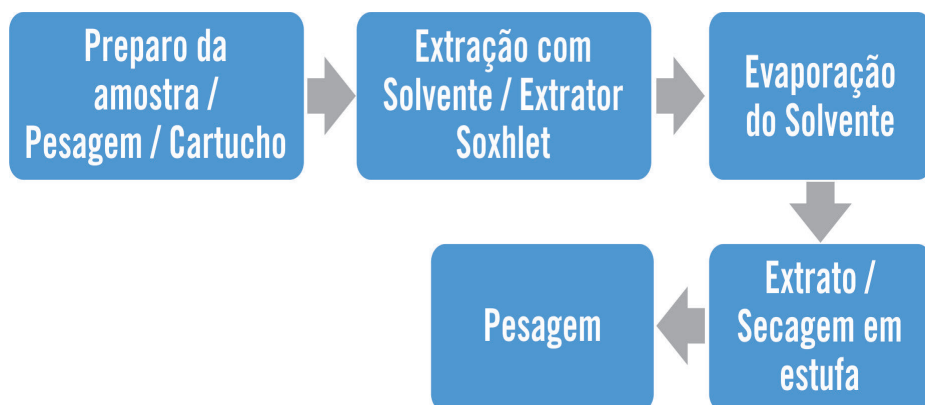 Preparo da
amostra /
Pesagem / Cartucho
Extração com
Solvente / Extrator
Soxhlet
Evaporação
do Solvente
Extrato /
Secagem em
estufa
Pesagem